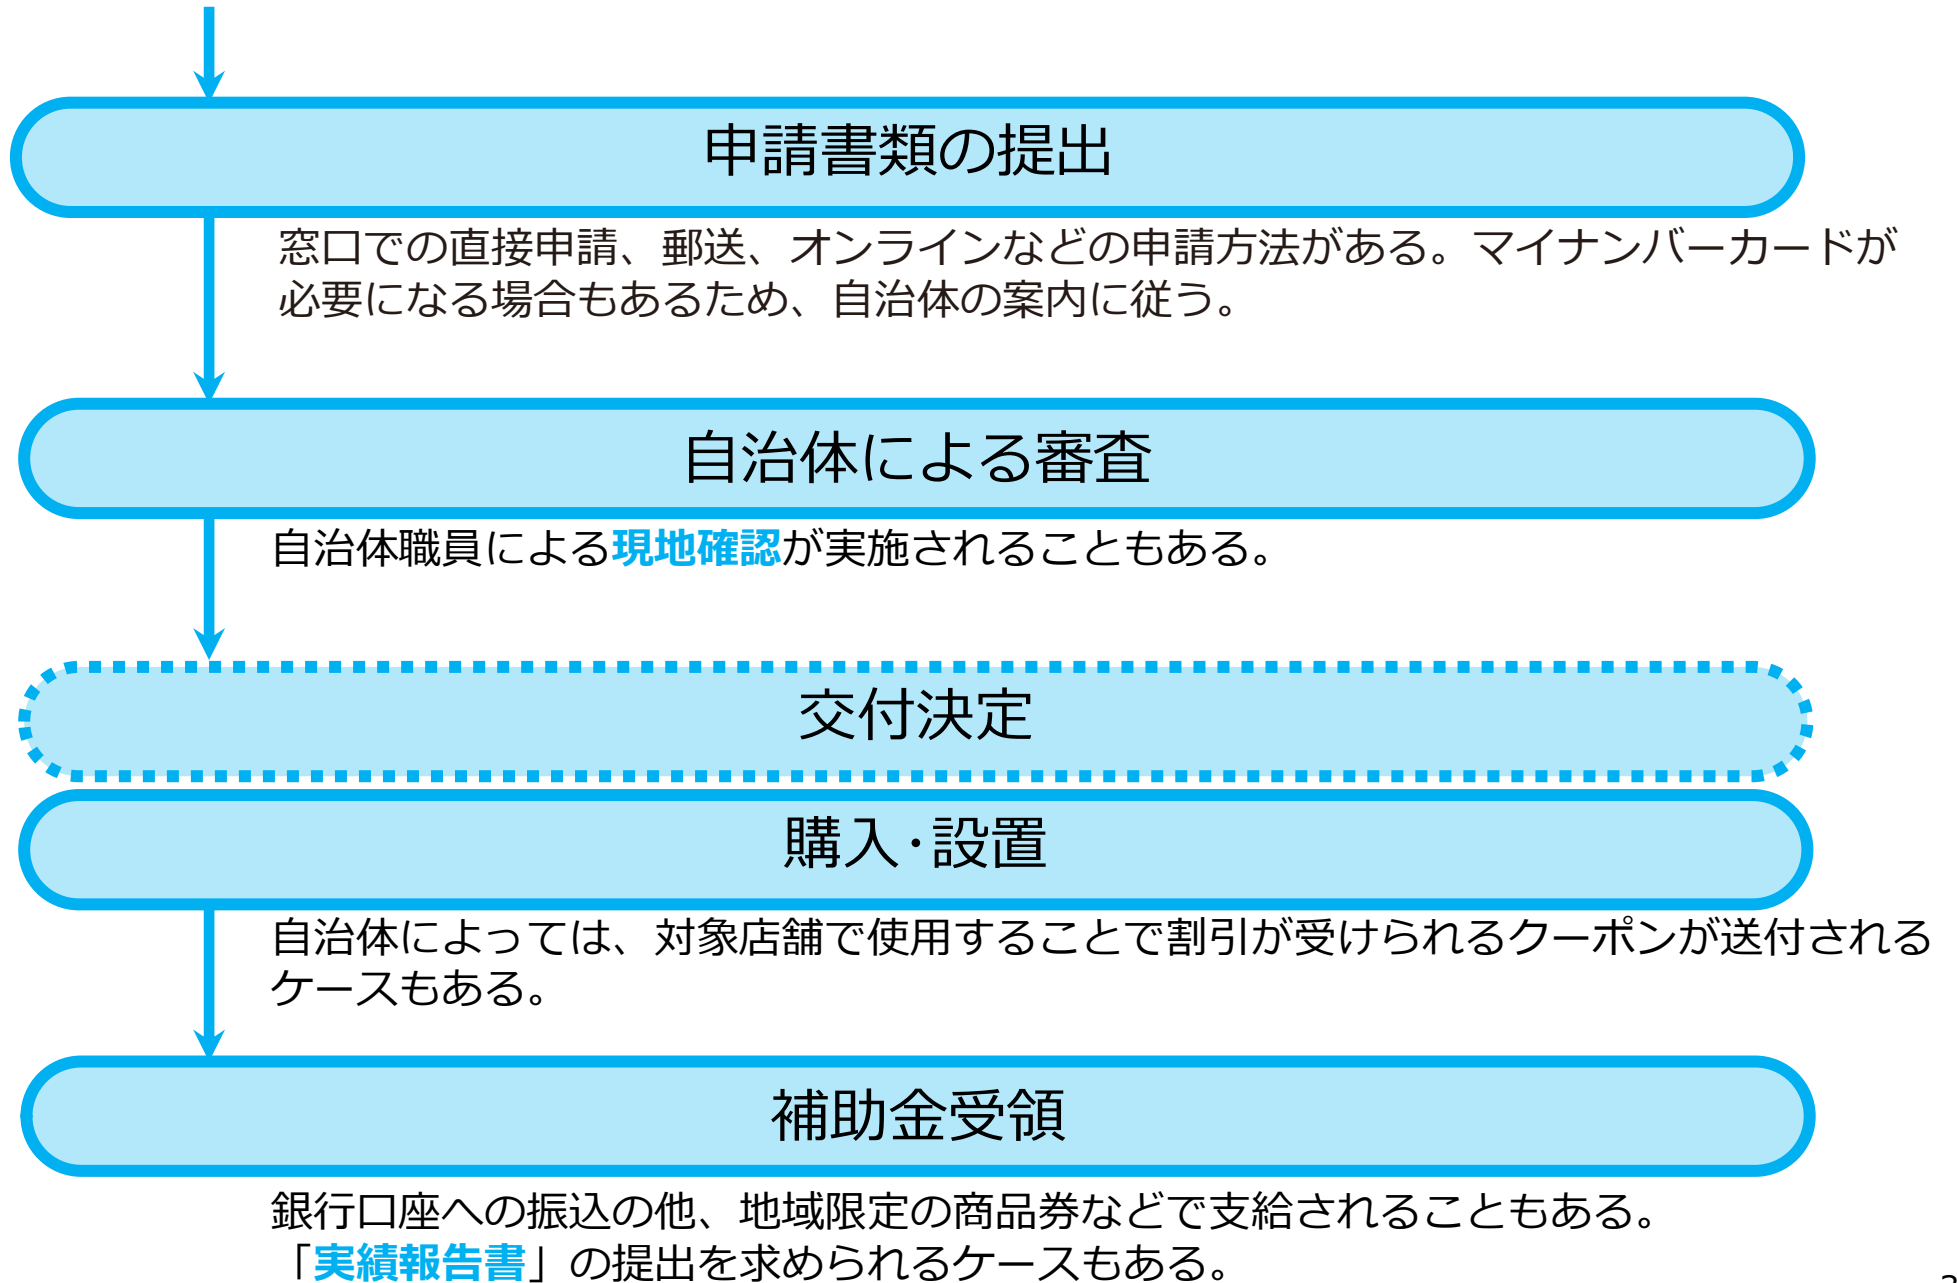 申請書類の提出
窓口での直接申請、郵送、オンラインなどの申請方法がある。マイナンバーカードが
必要になる場合もあるため、自治体の案内に従う。
自治体による審査
自治体職員による現地確認が実施されることもある。
交付決定
購入･設置
自治体によっては、対象店舗で使用することで割引が受けられるクーポンが送付される
ケースもある。
補助金受領
銀行口座への振込の他、地域限定の商品券などで支給されることもある。
「実績報告書」の提出を求められるケースもある。